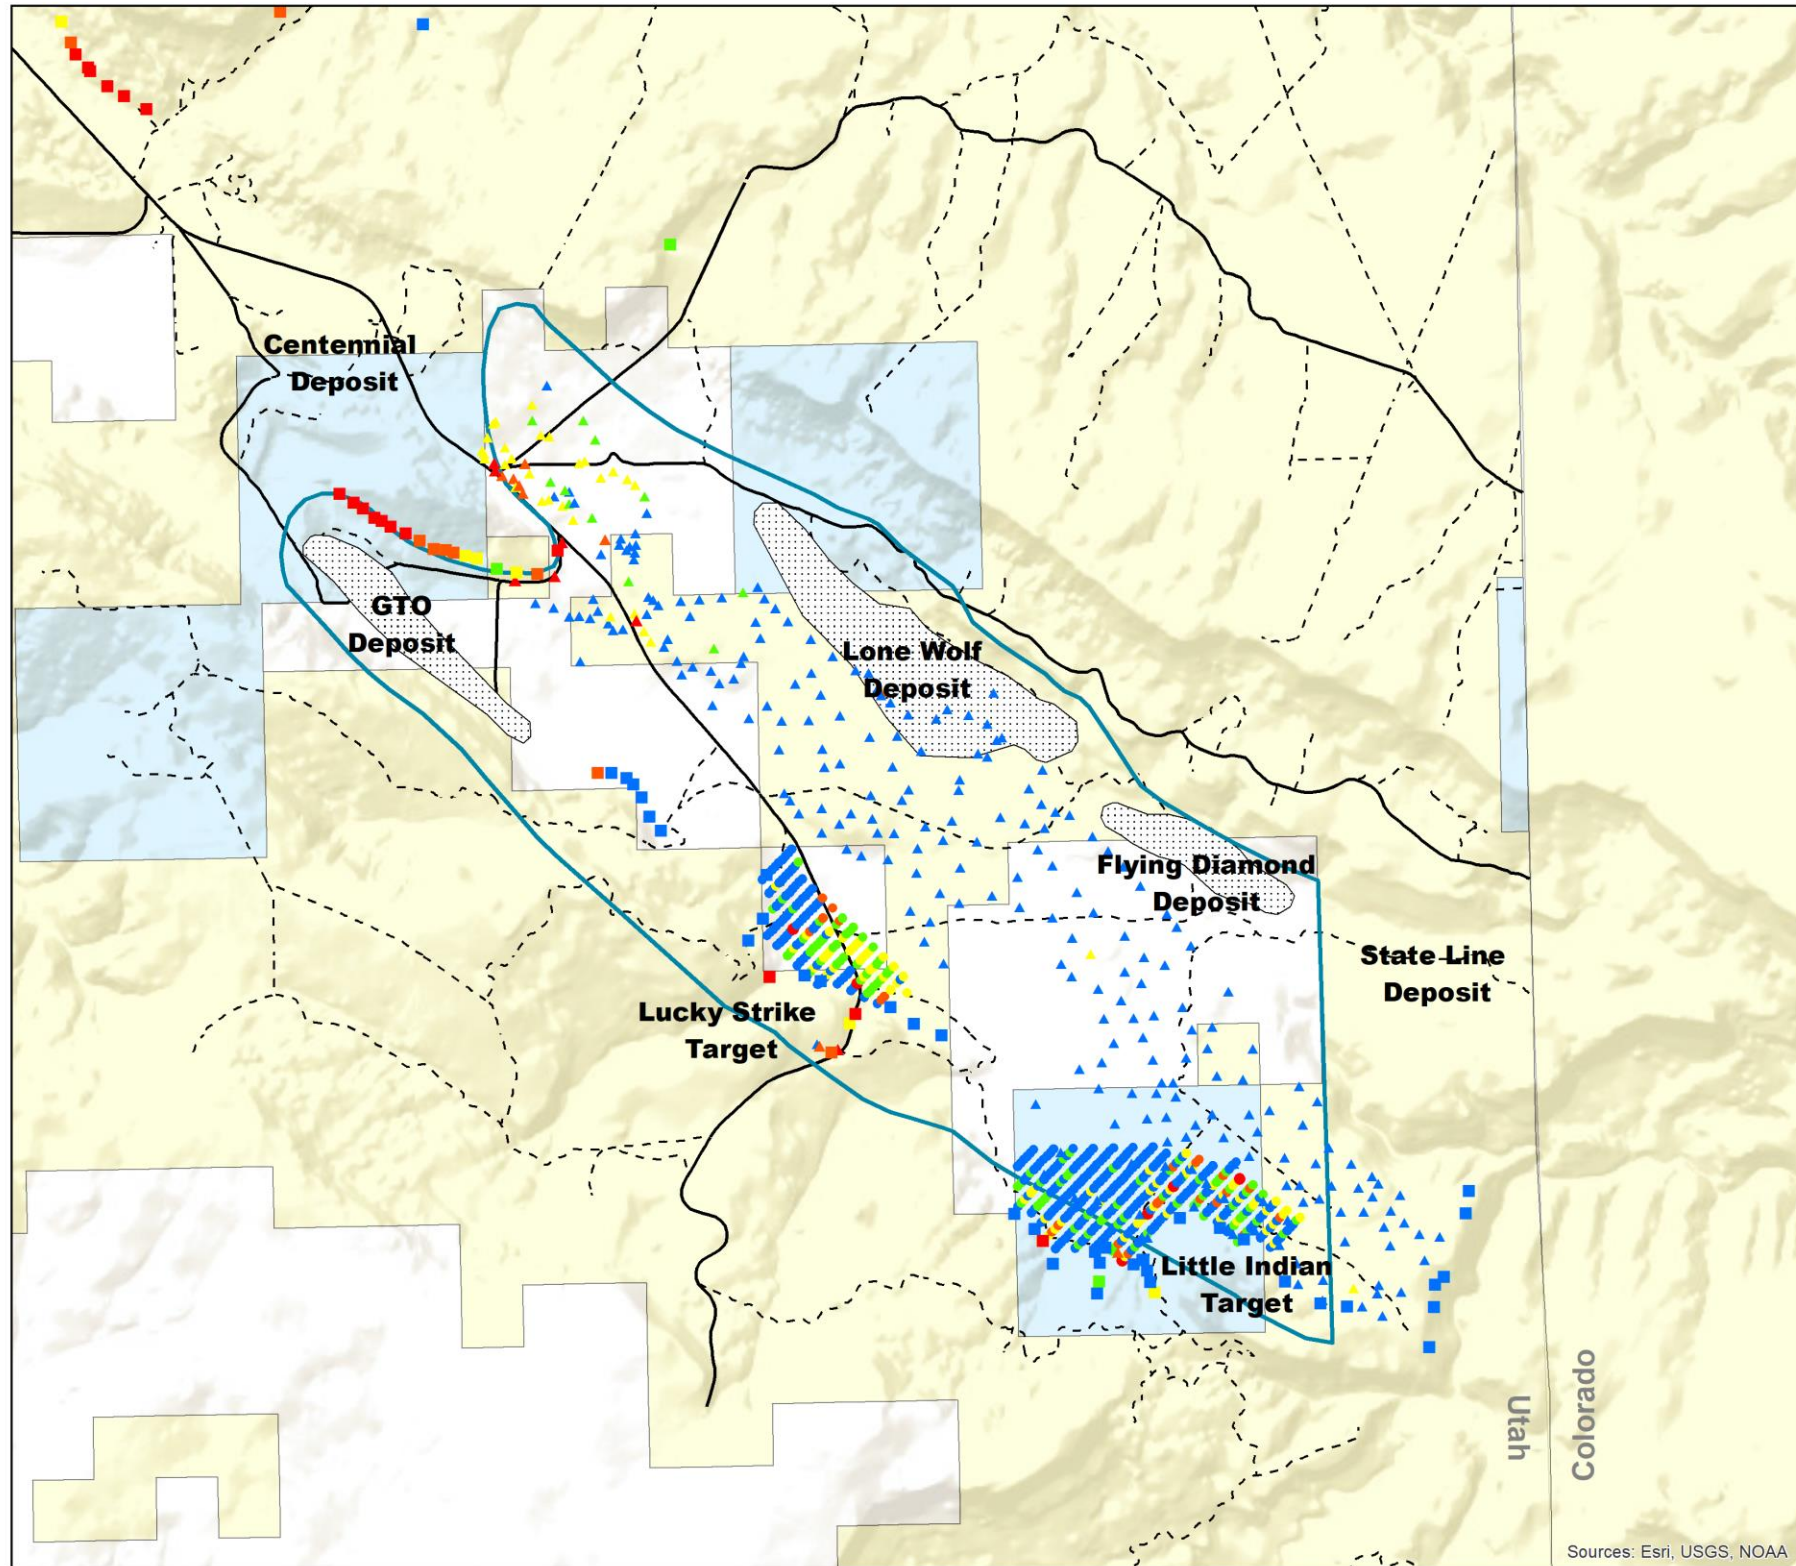 Centennial
Deposit
GTO
Deposit
Lone Wolf
Deposit
Flying Diamond
Deposit
State Line
Deposit
Lucky Strike
Target
Little Indian
Target
Utah
Colorado
Sources: Esri, USGS, NOAA